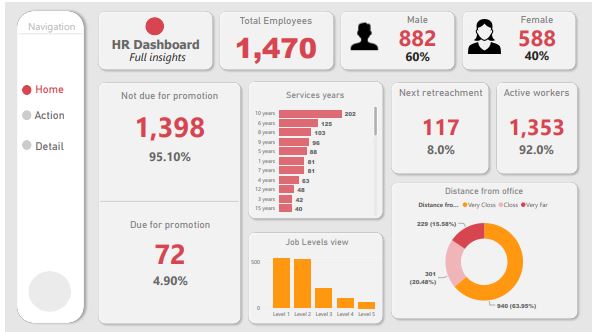 Navigation
Home
Action
Detail
HR Dashboard
Full insights
Total Employees
1,470
Male
882
60%
Female
588
40%
Not due for promotion
1,398
95.10%
Due for promotion
72
4.90%
Services years
10 years 202
6 years 125
8 years 103
9 years 96
5 years 88
1 years 81
7 years 81
4 years 63
12 years 48
3 years 42
15 years 40
Job Levels view
500
0
Level 1 Level 2 Level 3 Level 4 Level 5
Next retreachment
117
8.0%
Active workers
1,353
92.0%
Distance from office
Distance fro... Very Closs Closs Very Far
229 (15.58%)
301
(20.48%)
940 (63.95%)